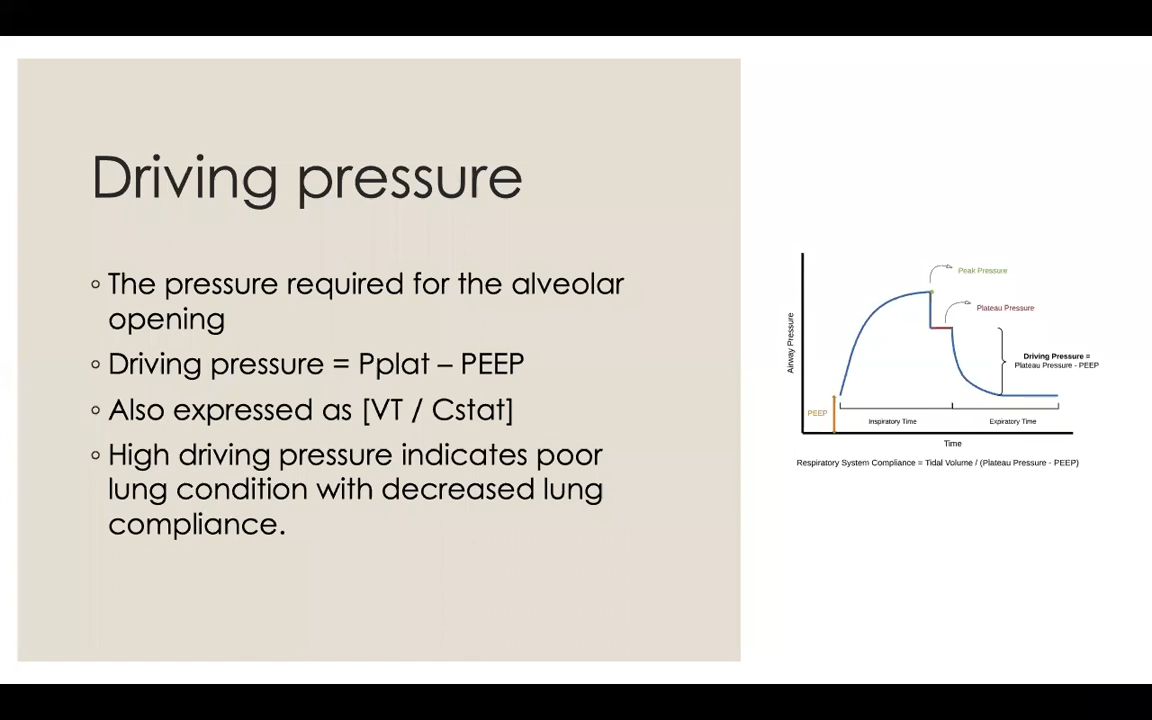 Driving pressure
◦ The pressure required for the alveolar
opening
◦ Driving pressure = Pplat – PEEP
◦ Also expressed as [VT / Cstat]
◦ High driving pressure indicates poor
lung condition with decreased lung
compliance.
Peak Pressure
Plateau Pressure
Airway Pressure
Driving Pressure =
Plateau Pressure - PEEP
PEEP
Inspiratory Time
Expiratory Time
Time
Respiratory System Compliance = Tidal Volume / (Plateau Pressure - PEEP)